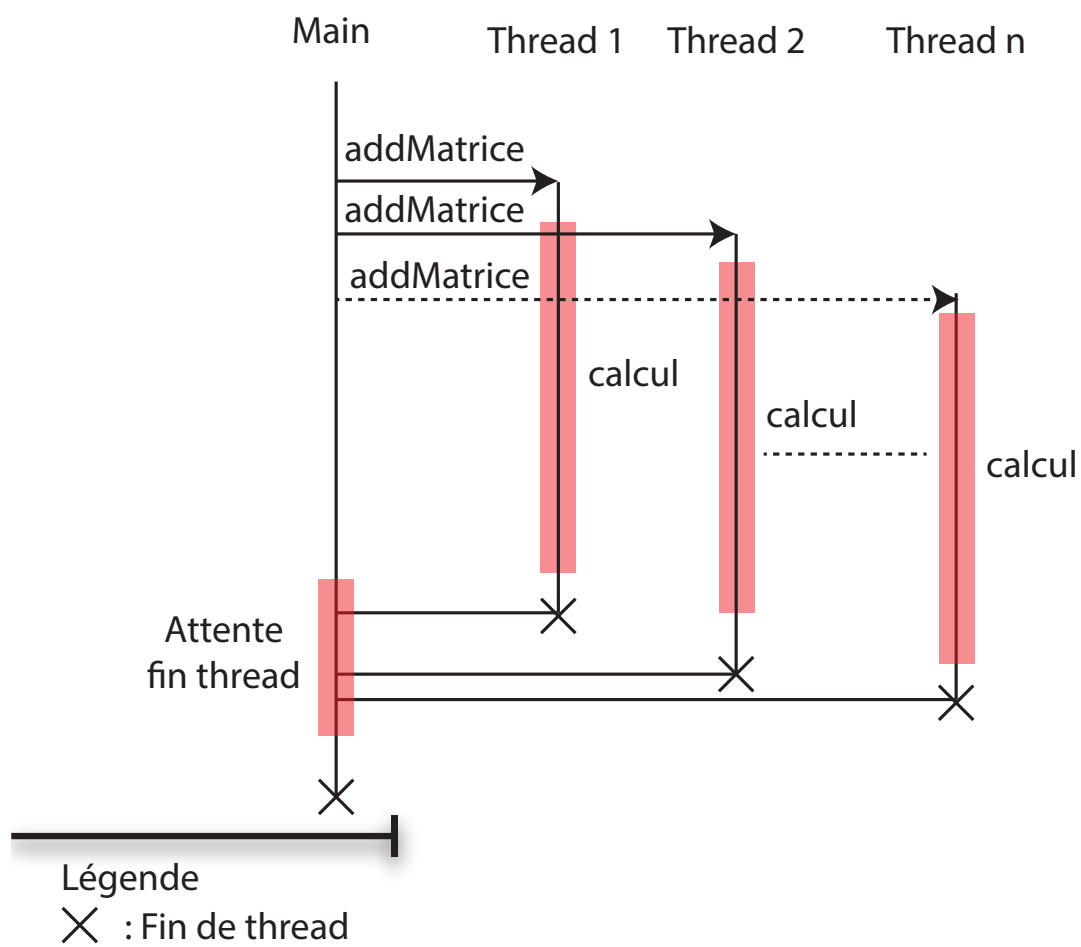 Main
Thread 1
Thread 2
Thread n
addMatrice
addMatrice
addMatrice
calcul
calcul
calcul
Attente
fin thread
Légende
: Fin de thread